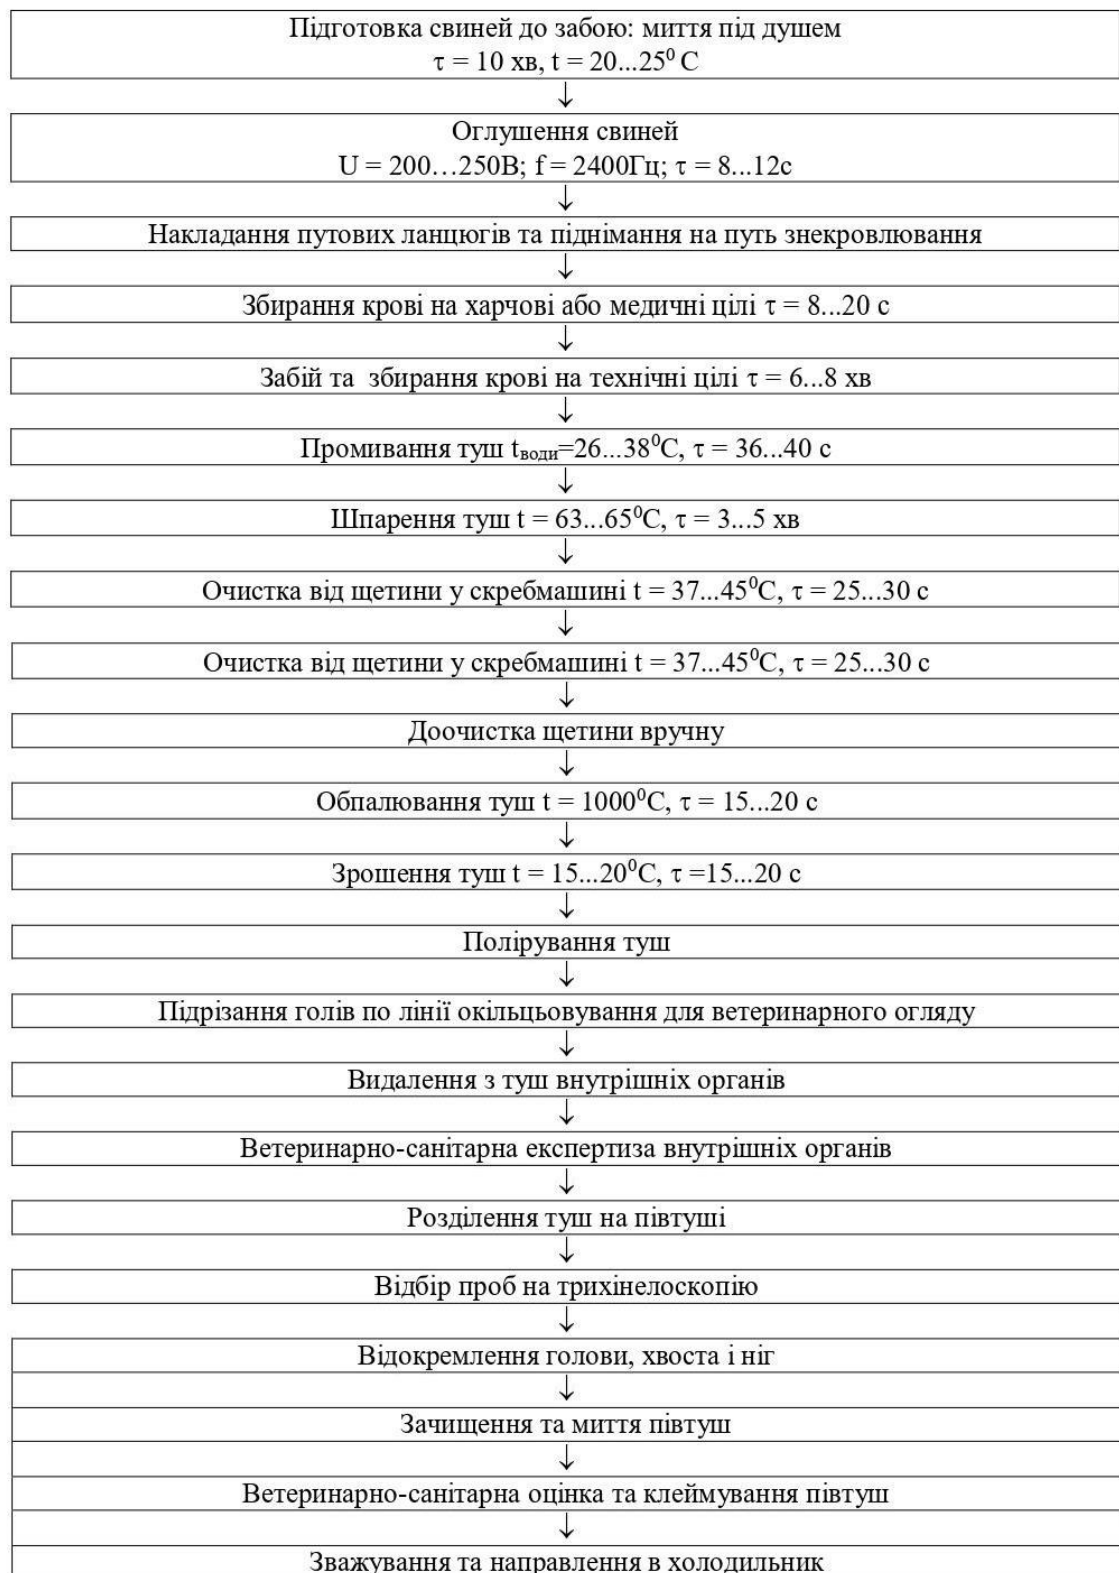 Підготовка свиней до забою: миття під душем
τ = 10 хв, t = 20...25⁰ С
↓
Оглушення свиней
U = 200…250В; f = 2400Гц; τ = 8...12с
↓
Накладання путових ланцюгів та піднімання на путь знекровлювання
↓
Збирання крові на харчові або медичні цілі τ = 8...20 с
↓
Забій та збирання крові на технічні цілі τ = 6...8 хв
↓
Промивання туш tводи=26...38⁰С, τ = 36...40 с
↓
Шпарення туш t = 63...65⁰С, τ = 3...5 хв
↓
Очистка від щетини у скребмашині t = 37...45⁰С, τ = 25...30 с
↓
Очистка від щетини у скребмашині t = 37...45⁰С, τ = 25...30 с
↓
Доочистка щетини вручну
↓
Обпалювання туш t = 1000⁰С, τ = 15...20 с
↓
Зрошення туш t = 15...20⁰С, τ =15...20 с
↓
Полірування туш
↓
Підрізання голів по лінії окільцьовування для ветеринарного огляду
↓
Видалення з туш внутрішніх органів
↓
Ветеринарно-санітарна експертиза внутрішніх органів
↓
Розділення туш на півтуші
↓
Відбір проб на трихінелоскопію
↓
Відокремлення голови, хвоста і ніг
↓
Зачищення та миття півтуш
↓
Ветеринарно-санітарна оцінка та клеймування півтуш
↓
Зважування та направлення в холодильник